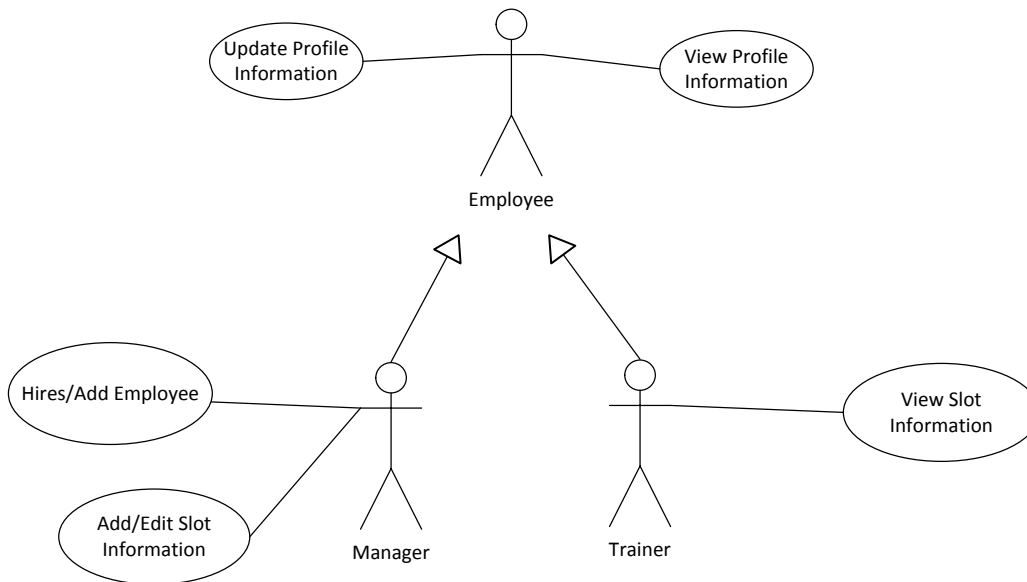 Update Profile
Information
View Profile
Information
Employee
Hires/Add Employee
View Slot
Information
Add/Edit Slot
Information
Manager
Trainer